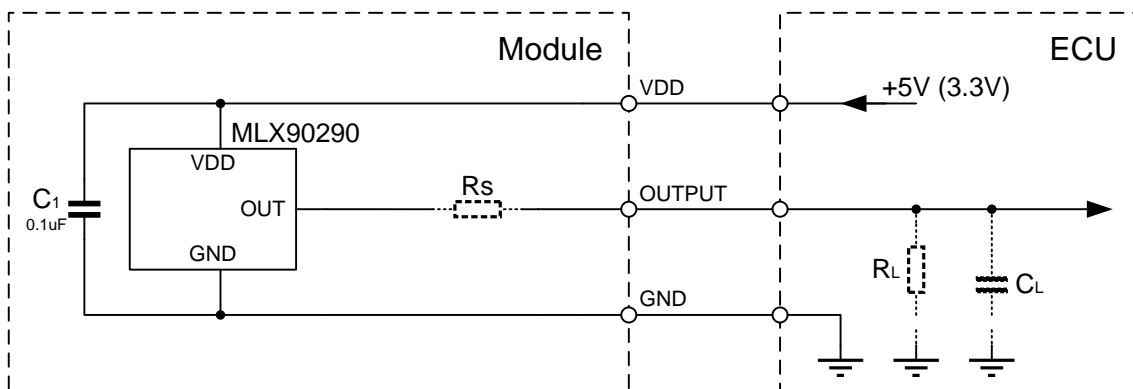 Module
ECU
VDD
+5V (3.3V)
MLX90290
VDD
C1
0.1uF
OUT
Rs
OUTPUT
GND
RL
CL
GND